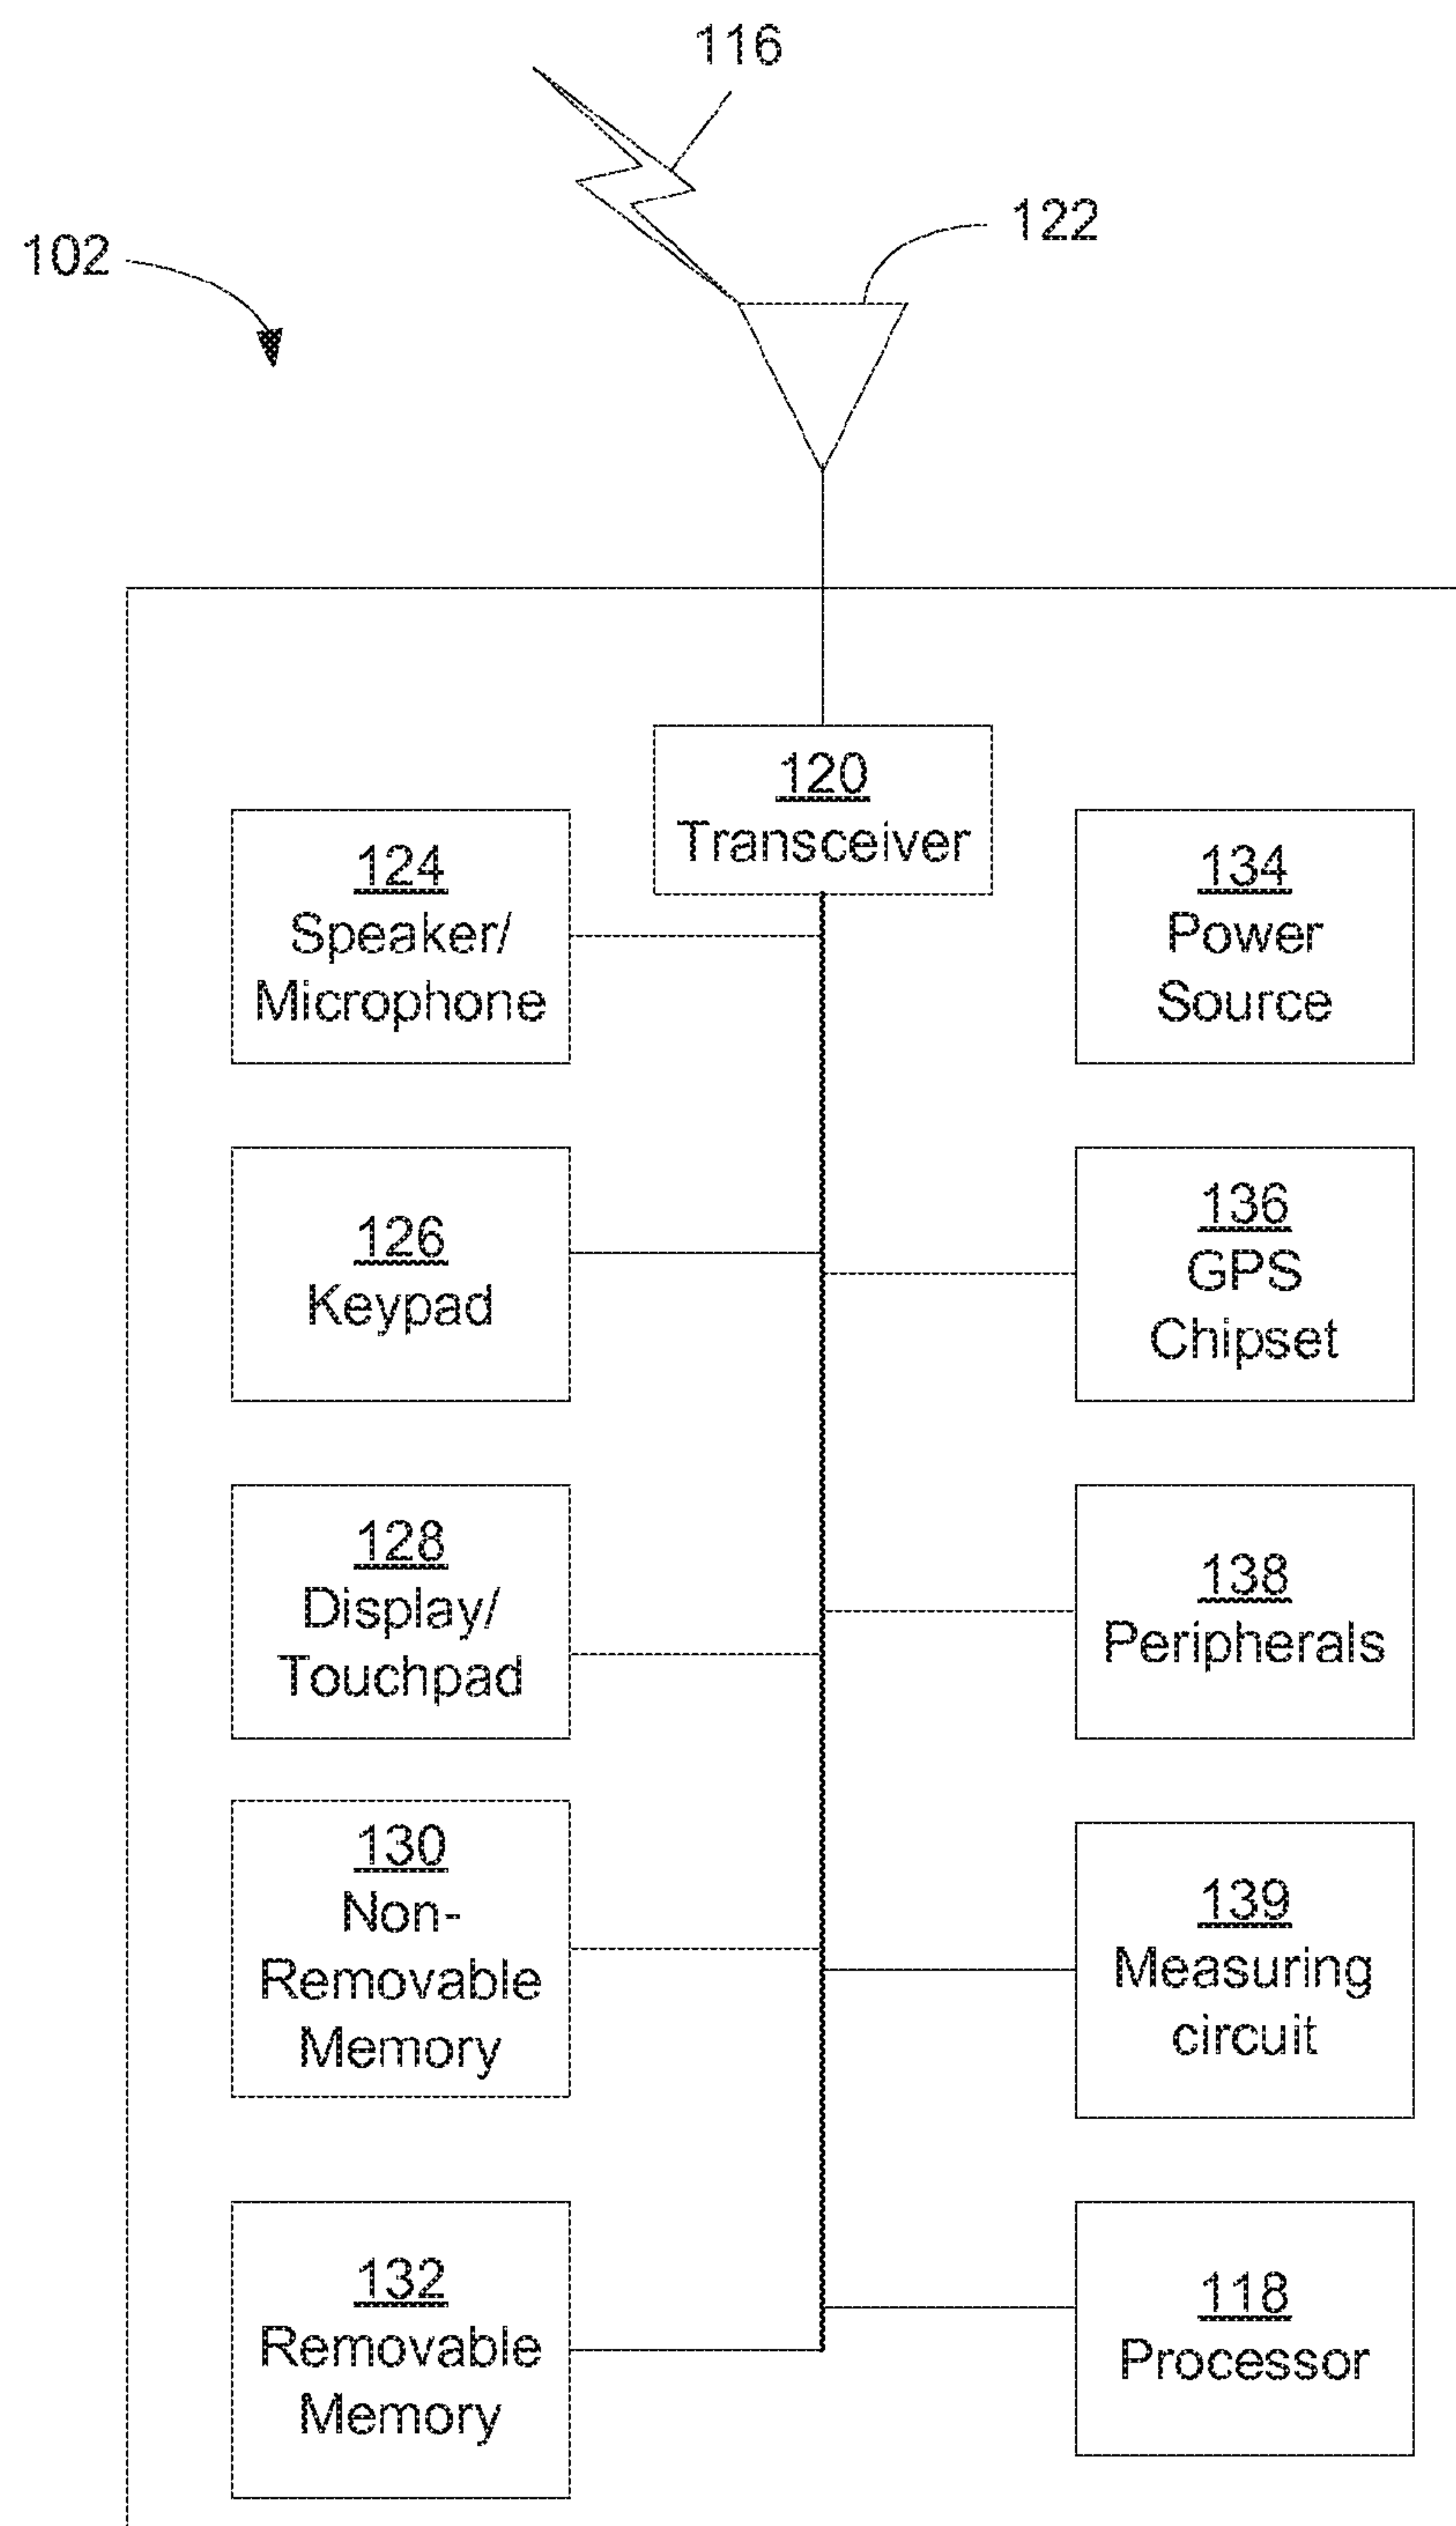 116
122
102
120
Transceiver
124
Speaker/
Microphone
134
Power
Source
126
Keypad
136
GPS
Chipset
128
Display/
Touchpad
138
Peripherals
130
Non-
Removable
Memory
139
Measuring
circuit
132
Removable
Memory
118
Processor